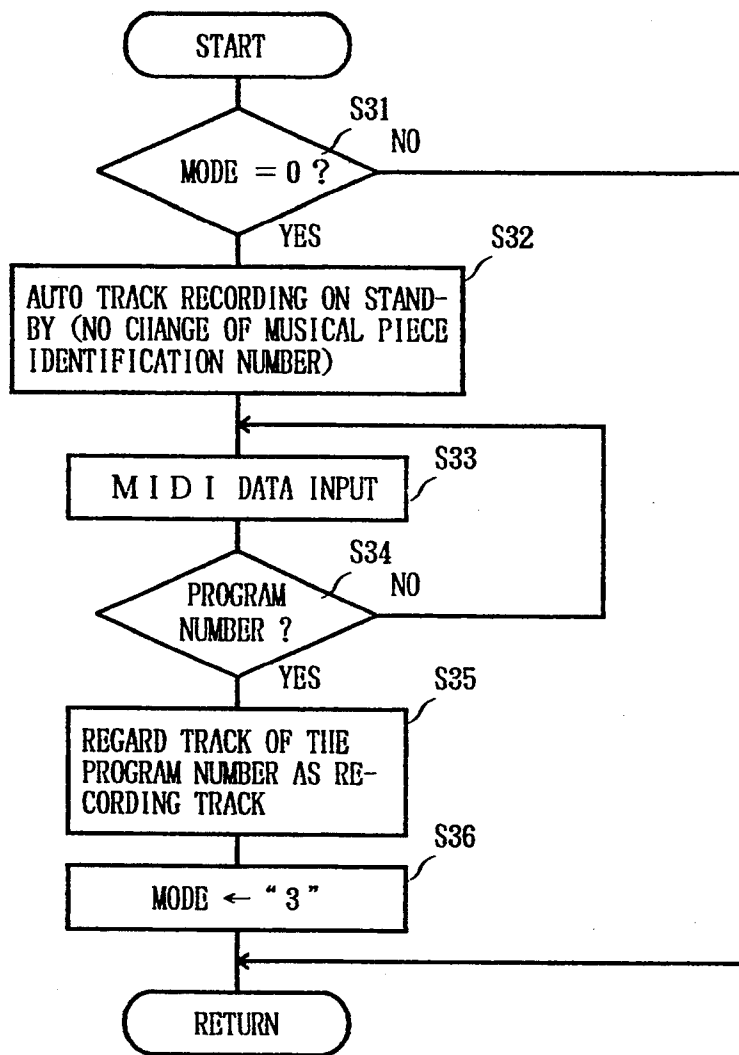 START
S31
NO
MODE = 0 ?
YES
S32
AUTO TRACK RECORDING ON STAND-
BY (NO CHANGE OF MUSICAL PIECE
IDENTIFICATION NUMBER)
S33
MIDI DATA INPUT
S34
NO
PROGRAM
NUMBER ?
YES
S35
REGARD TRACK OF THE
PROGRAM NUMBER AS RE-
CORDING TRACK
S36
MODE ← "3"
RETURN